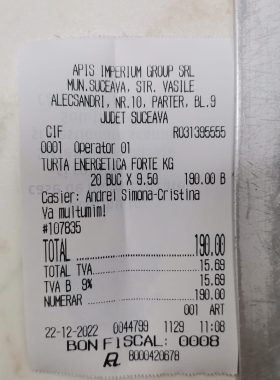 APIS IMPERIUM GROUP SRL
MUN.SUCEAVA, STR. VASILE
ALECSANDRI, NR.10, PARTER, BL.9
JUDET SUCEAVA
CIF RO31395555
0001 Operator 01
TURTA ENERGETICA FORTE KG
20 BUC X 9.50 190.00 B
Casier: Andrei Simona-Cristina
Va multumim!
#107835
TOTAL 190.00
TOTAL TVA 15.69
TVA B 9% 15.69
NUMERAR 190.00
001 ART
22-12-2022 0044799 1129 11:08
BON FISCAL: 0008
8000420678